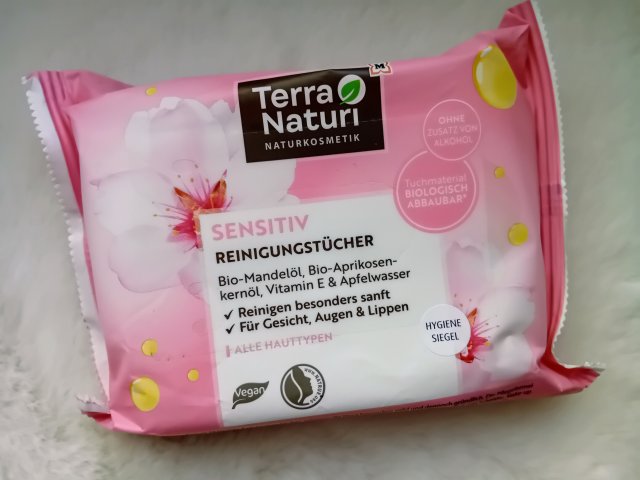 M
Terra
Naturi
NATURKOSMETIK
OHNE
ZUSATZ VON
ALKOHOL
Tuchmaterial
BIOLOGISCH
ABBAUBAR*
SENSITIV
REINIGUNGSTÜCHER
Bio-Mandelöl, Bio-Aprikosen-
kernöl, Vitamin E & Apfelwasser
✓ Reinigen besonders sanft
✓ Für Gesicht, Augen & Lippen
ALLE HAUTTYPEN
HYGIENE
SIEGEL
Vegan